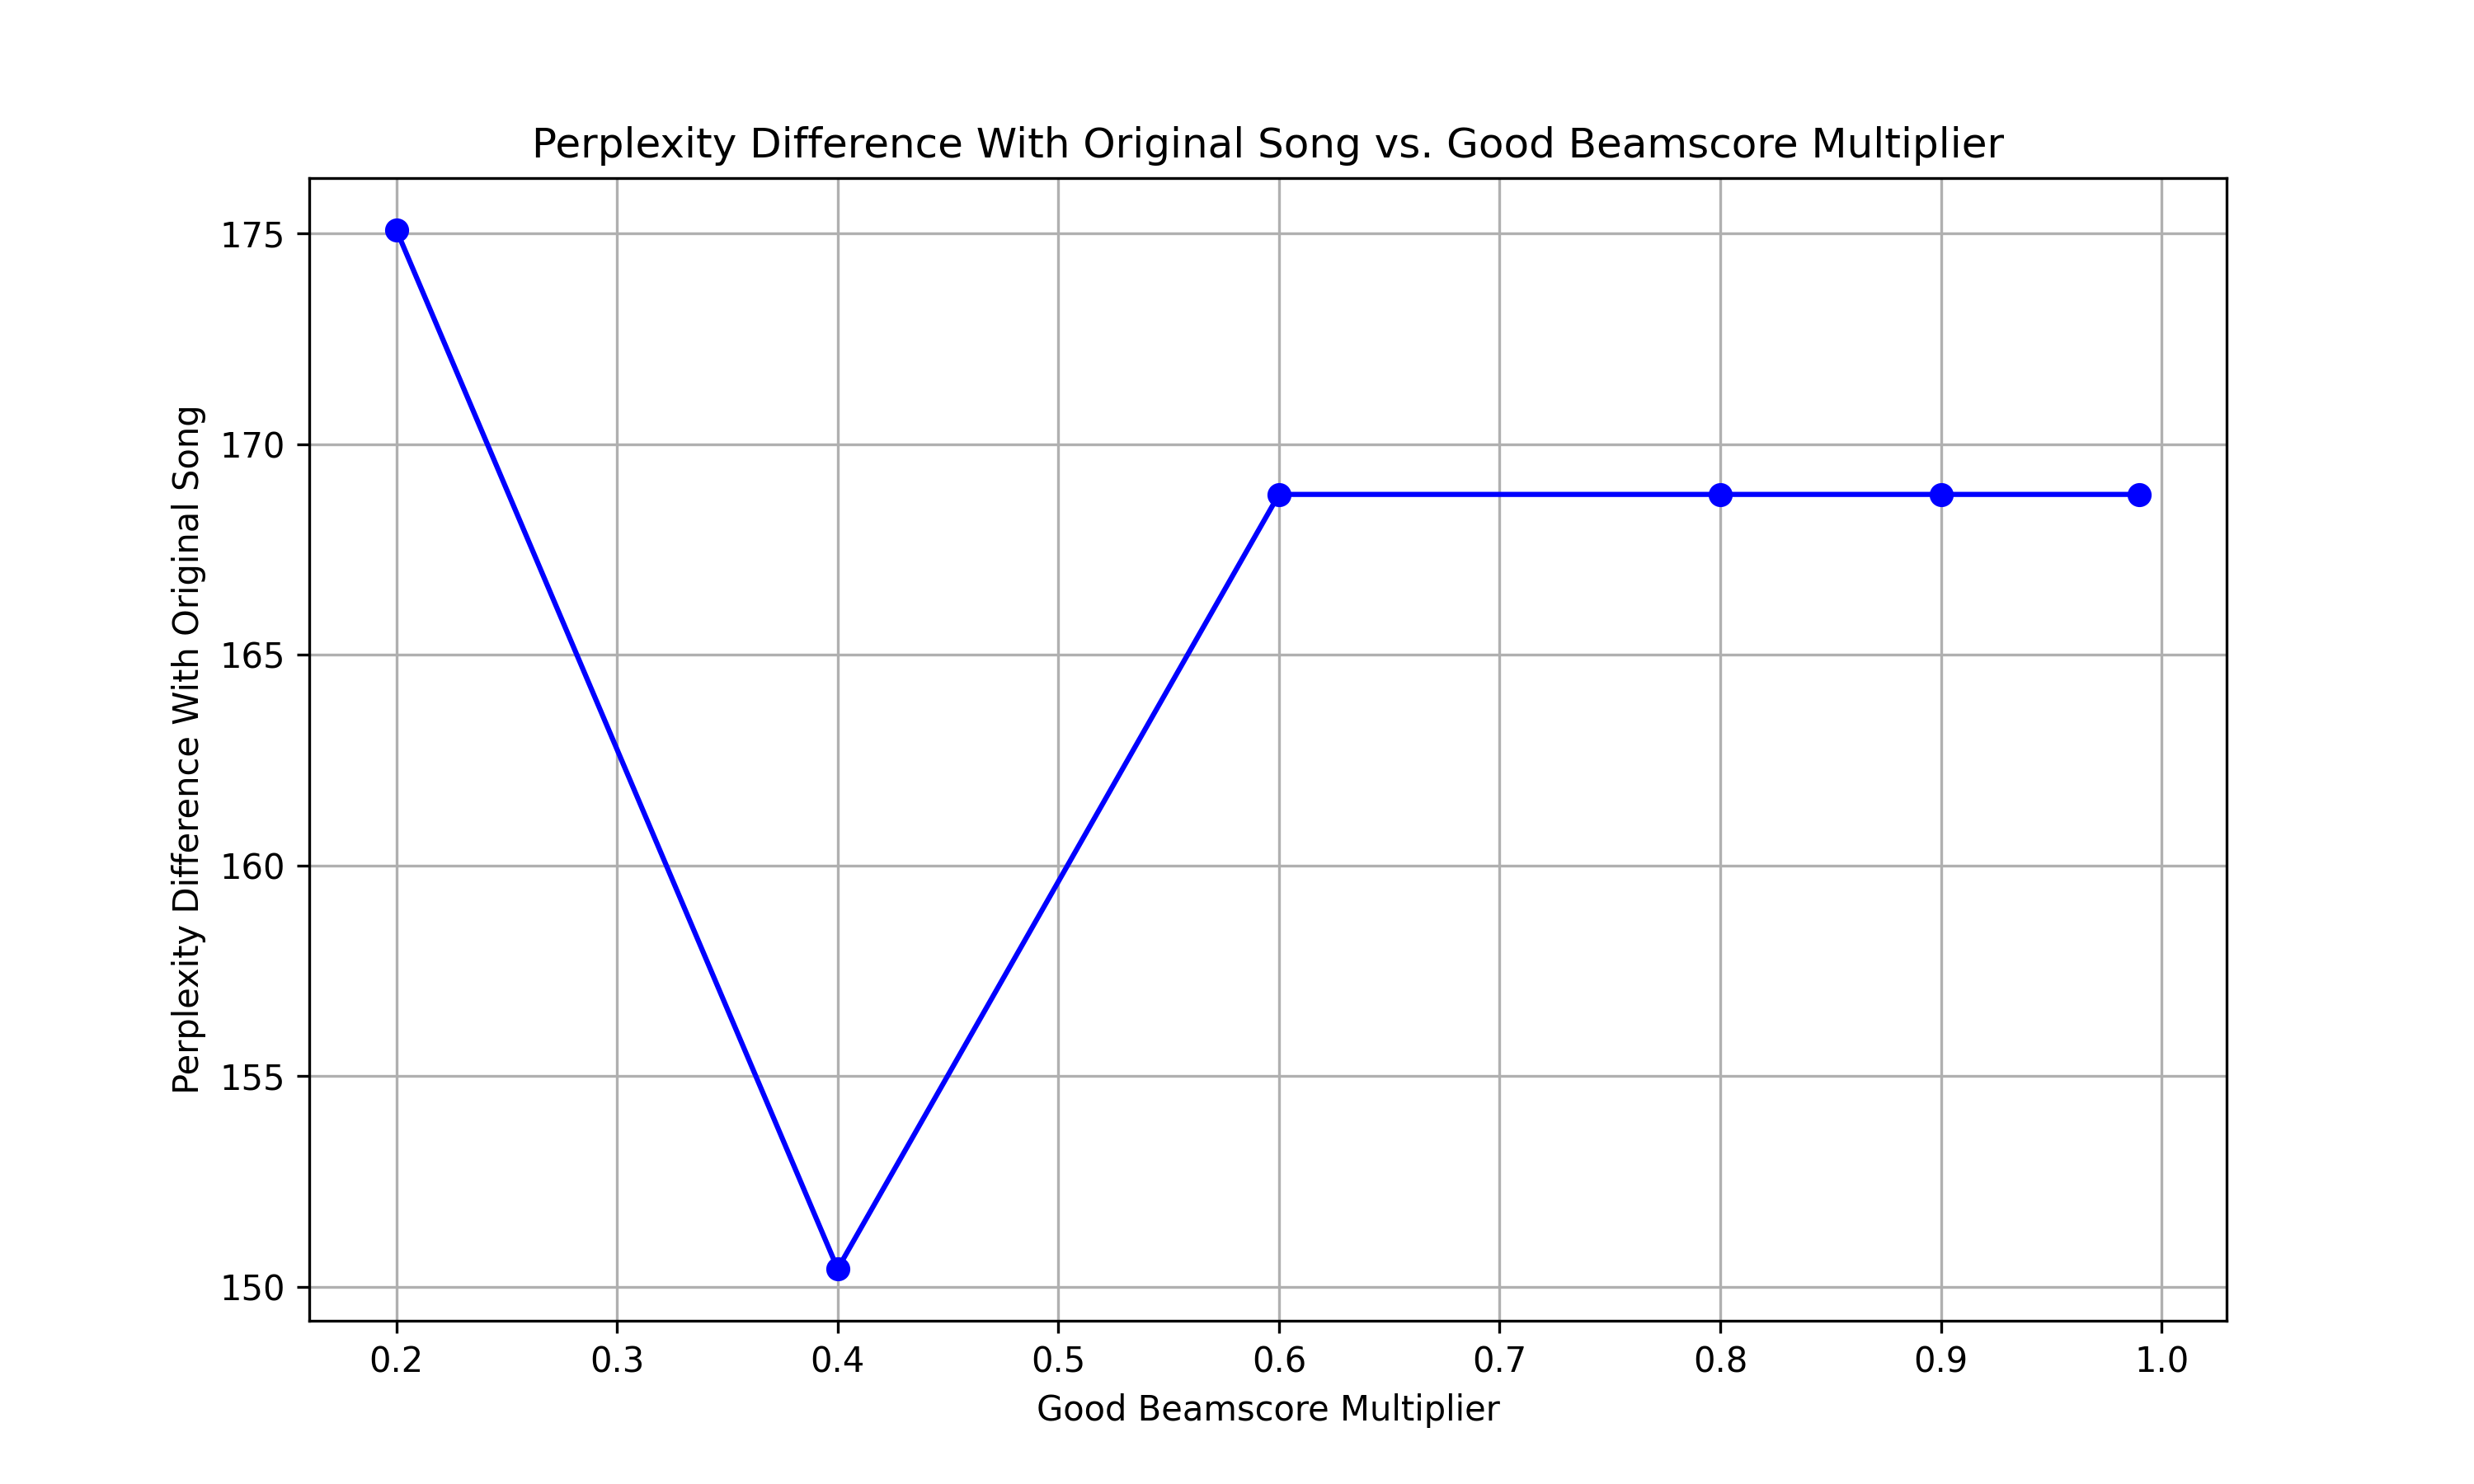 Perplexity Difference With Original Song vs. Good Beamscore Multiplier
Perplexity Difference With Original Song
175
170
165
160
155
150
0.2 0.3 0.4 0.5 0.6 0.7 0.8 0.9 1.0
Good Beamscore Multiplier